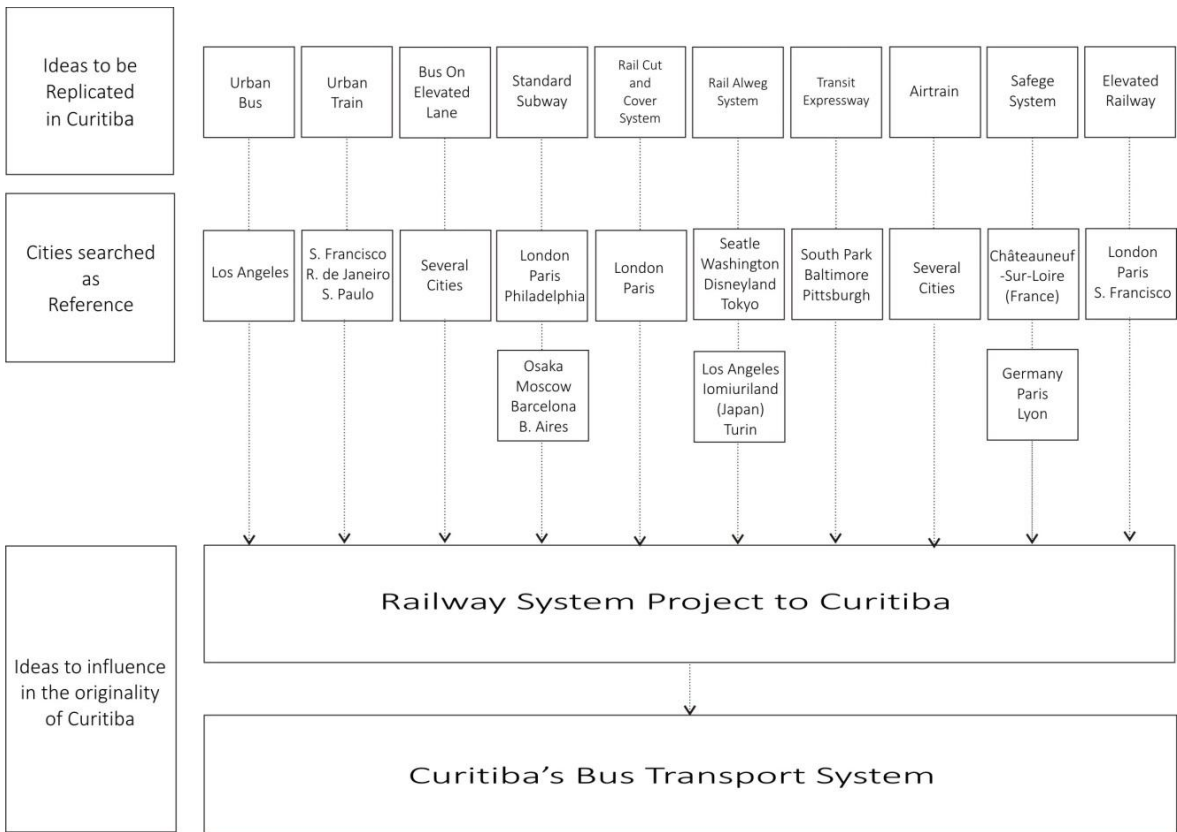 Ideas to be
Replicated
in Curitiba
Urban
Bus
Urban
Train
Bus On
Elevated
Lane
Standard
Subway
Rail Cut
and
Cover
System
Rail Alweg
System
Transit
Expressway
Airtrain
Safege
System
Elevated
Railway
Cities searched
as
Reference
Los Angeles
S. Francisco
R. de Janeiro
S. Paulo
Several
Cities
London
Paris
Philadelphia
London
Paris
Seatle
Washington
Disneyland
Tokyo
South Park
Baltimore
Pittsburgh
Several
Cities
Châteauneuf
-Sur-Loire
(France)
London
Paris
S. Francisco
Osaka
Moscow
Barcelona
B. Aires
Los Angeles
Iomiuriland
(Japan)
Turin
Germany
Paris
Lyon
Ideas to influence
in the originality
of Curitiba
Railway System Project to Curitiba
Curitiba's Bus Transport System